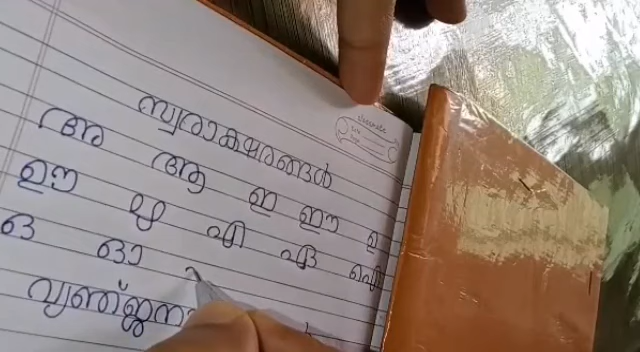 സ്വരാക്ഷരങ്ങൾ
അ ആ ഇ ഈ ഉ
ഊ ഋ എ ഏ ഐ
ഒ ഓ